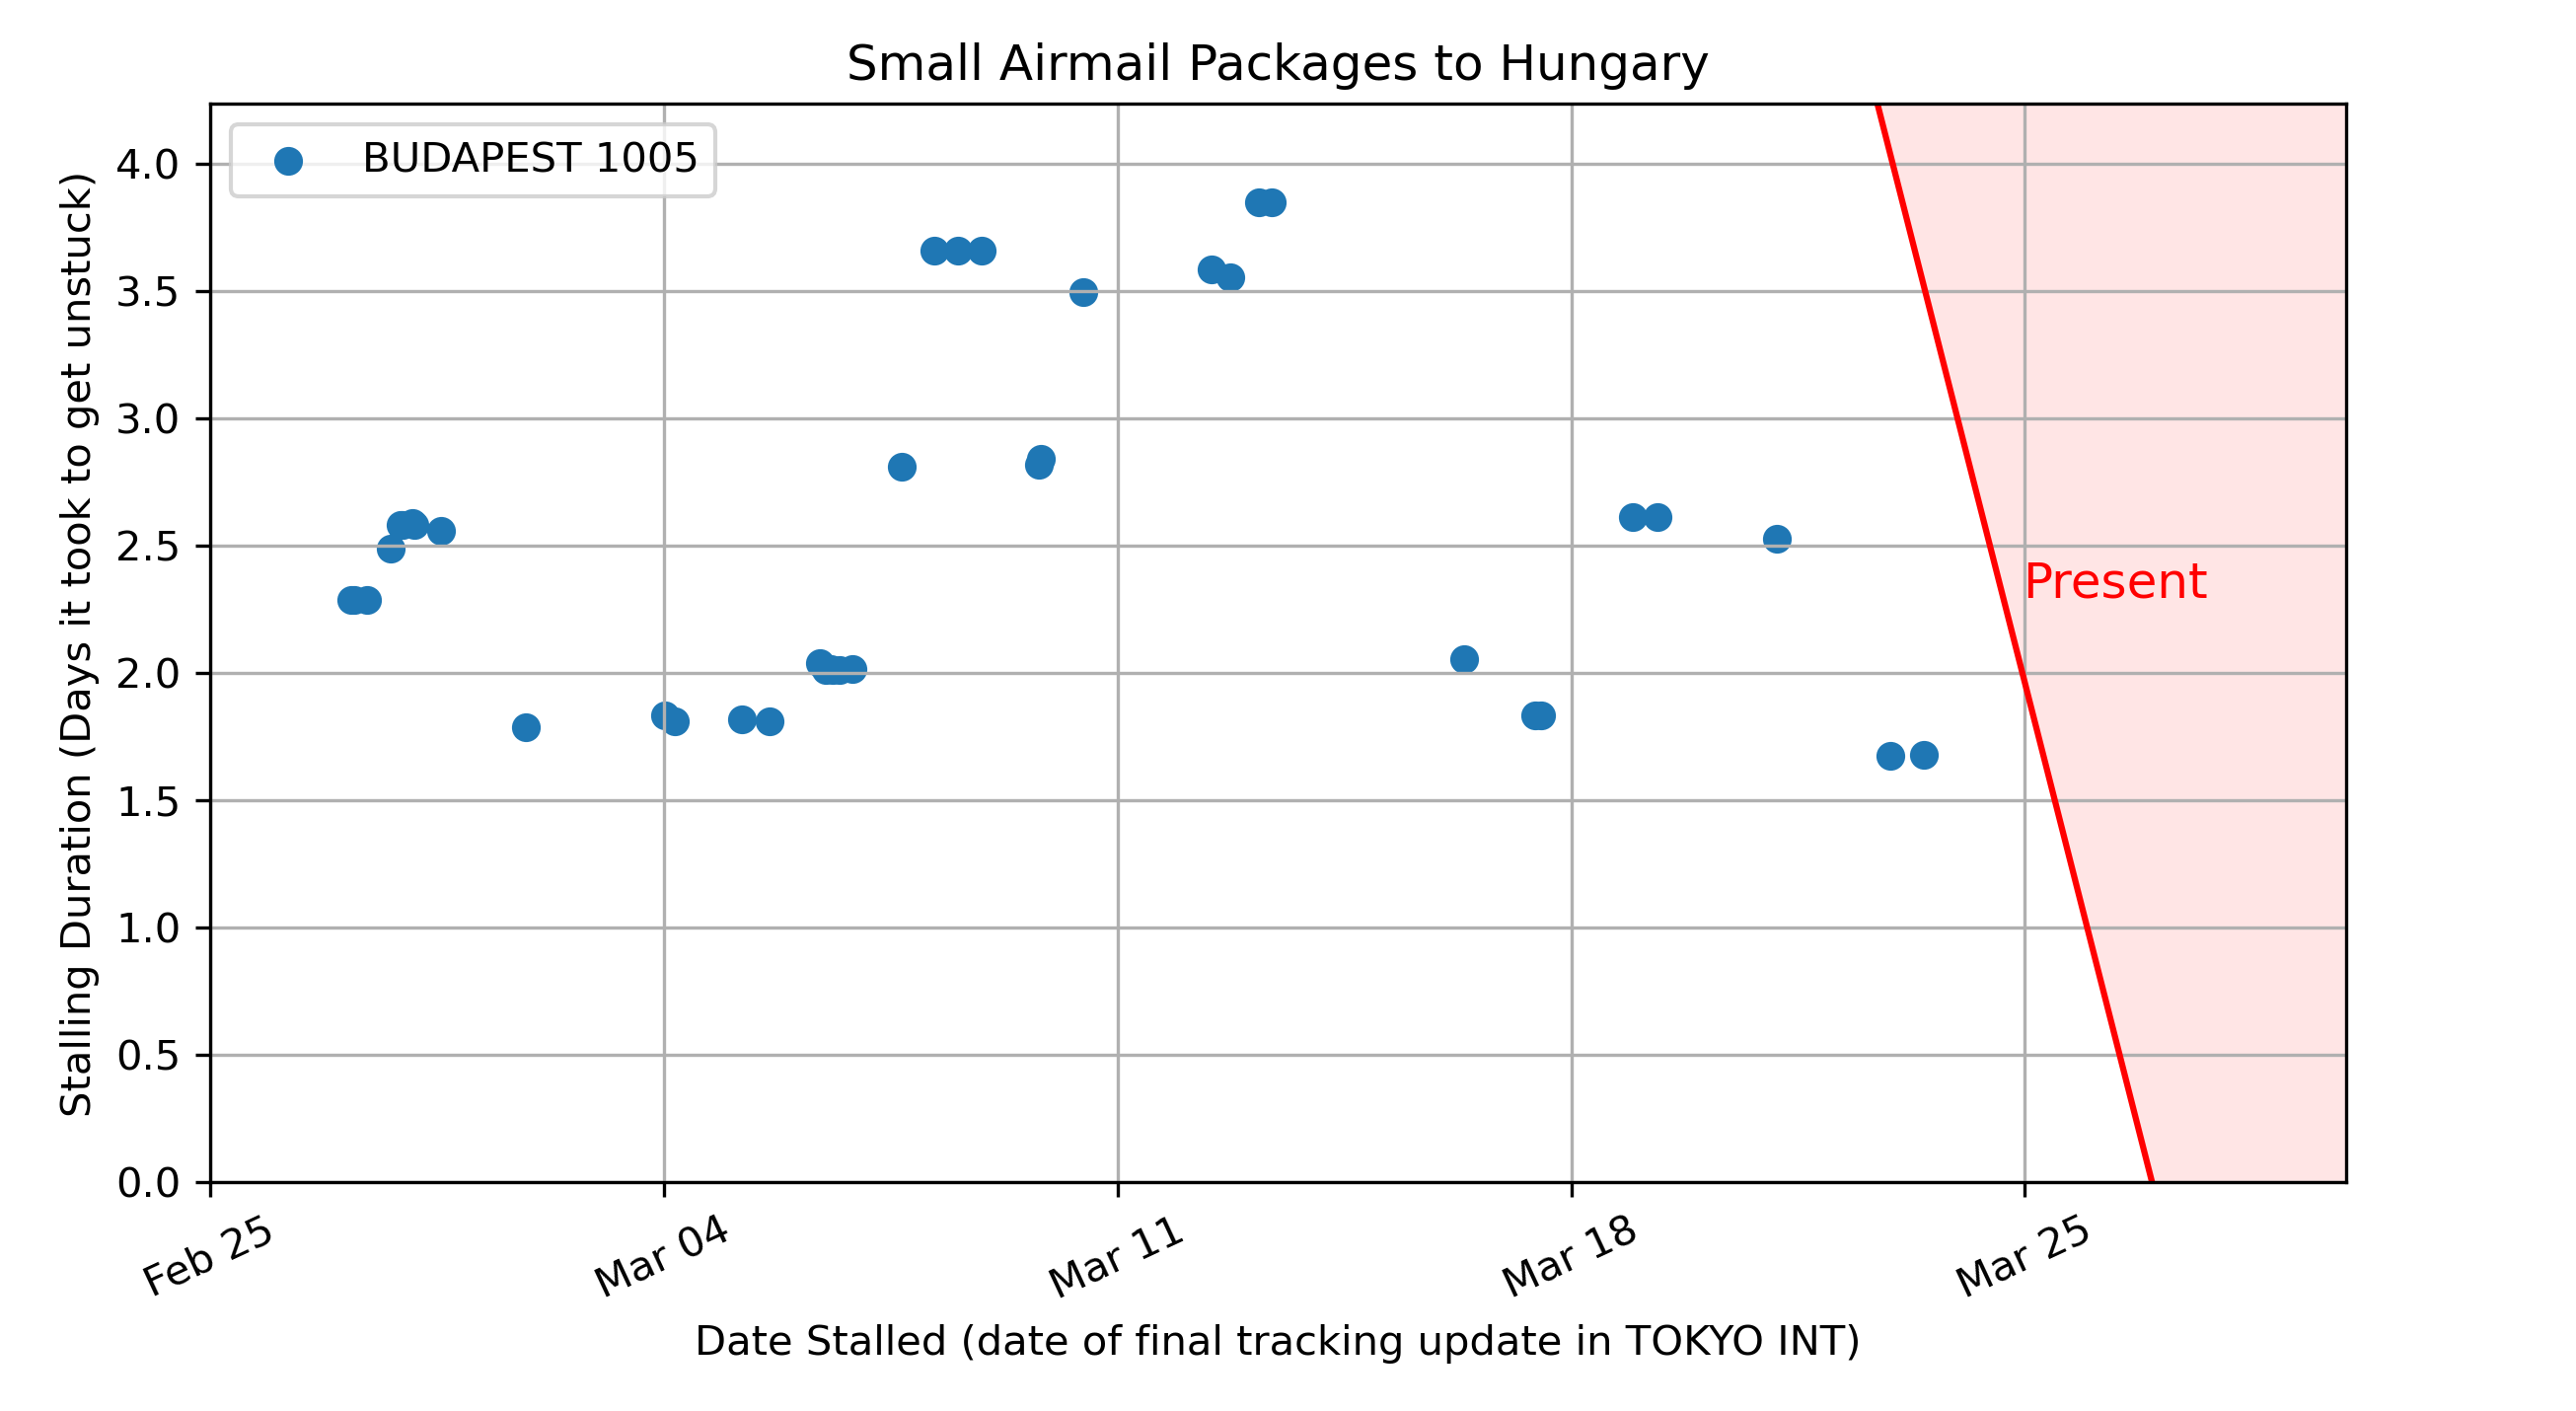 Small Airmail Packages to Hungary
BUDAPEST 1005
Stalling Duration (Days it took to get unstuck)
4.0
3.5
3.0
2.5
2.0
1.5
1.0
0.5
0.0
Present
Feb 25
Mar 04
Mar 11
Mar 18
Mar 25
Date Stalled (date of final tracking update in TOKYO INT)